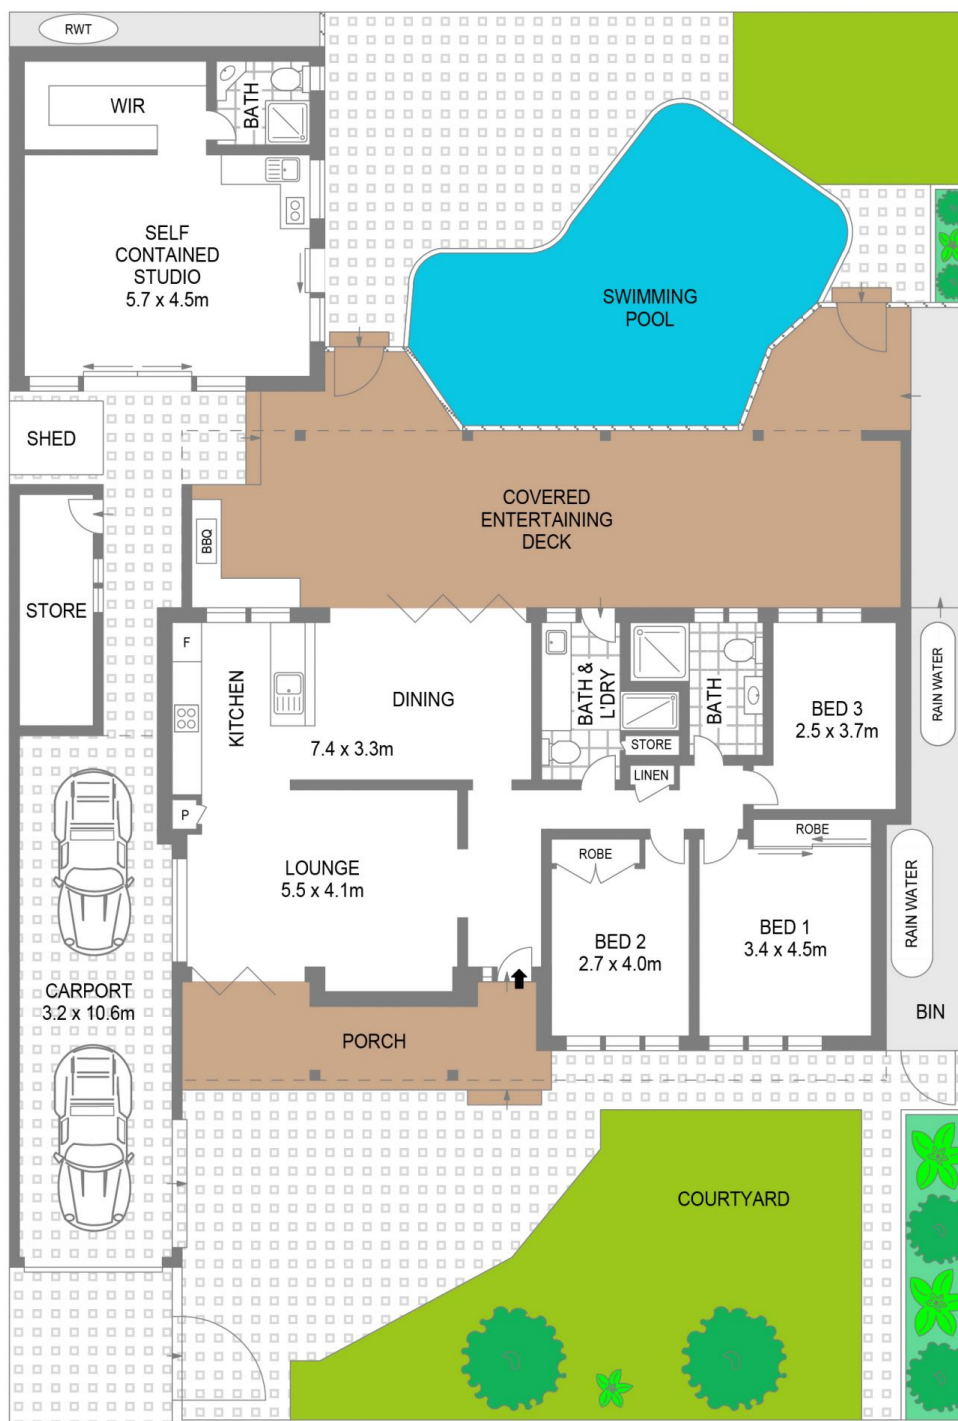 RWT
WIR
BATH
SELF
CONTAINED
STUDIO
5.7 x 4.5m
SWIMMING
POOL
SHED
COVERED
ENTERTAINING
DECK
BBQ
STORE
F
KITCHEN
DINING
7.4 x 3.3m
BATH &
L'DRY
BATH
STORE
LINEN
BED 3
2.5 x 3.7m
RAIN WATER
P
LOUNGE
5.5 x 4.1m
ROBE
ROBE
BED 2
2.7 x 4.0m
BED 1
3.4 x 4.5m
RAIN WATER
CARPORT
3.2 x 10.6m
PORCH
BIN
COURTYARD